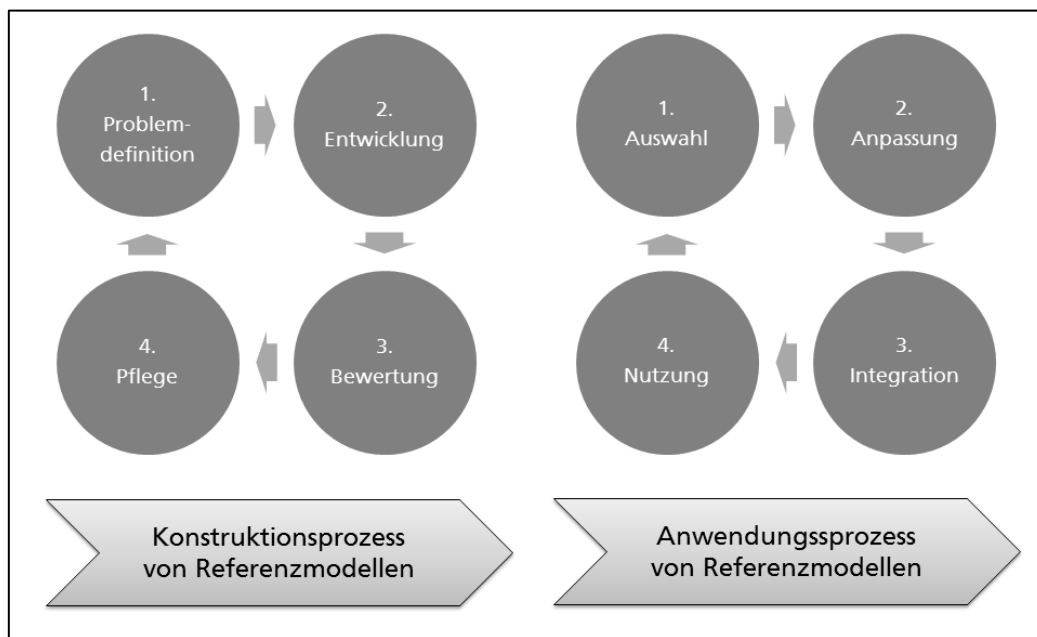 1.
Problem-
definition
2.
Entwicklung
3.
Bewertung
4.
Pflege
Konstruktionsprozess
von Referenzmodellen
1.
Auswahl
2.
Anpassung
3.
Integration
4.
Nutzung
Anwendungssprozess
von Referenzmodellen